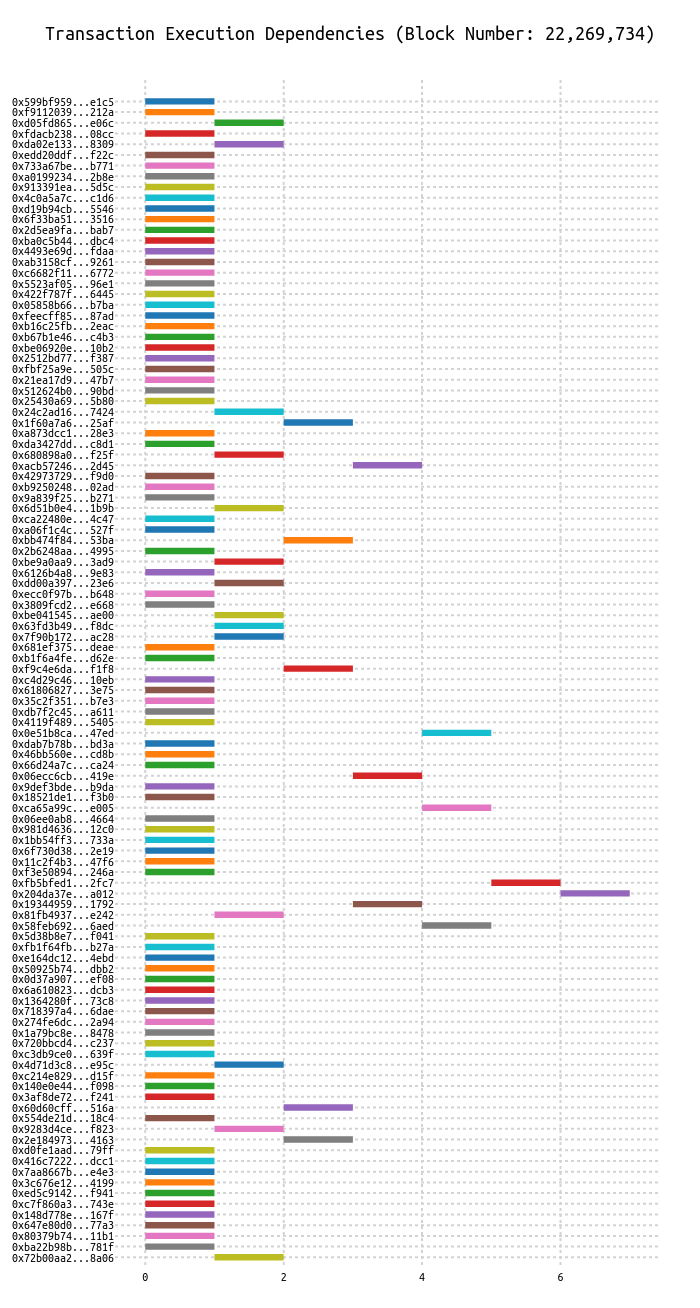 Transaction Execution Dependencies (Block Number: 22,269,734)
0x599bf959...e1c5
0xf9112039...212a
0xd05fd865...e06c
0xfdacb238...08cc
0xda02e133...8309
0xedd20ddf...f22c
0x733a67be...b771
0xa0199234...2b8e
0x913391ea...5d5c
0x4c0a5a7c...c1d6
0xd19b94cb...5546
0x6f33ba51...3516
0x2d5ea9fa...bab7
0xba0c5b44...dbc4
0x4493e69d...fdaa
0xab3158cf...9261
0xc6682f11...6772
0x5523af05...96e1
0x422f787f...6445
0x05858b66...b7ba
0xfeecff85...87ad
0xb16c25fb...2eac
0xb67b1e46...c4b3
0xbe06920e...10b2
0x2512bd77...f387
0xfbf25a9e...505c
0x21ea17d9...47b7
0x512624b0...90bd
0x25430a69...5b80
0x24c2ad16...7424
0x1f60a7a6...25af
0xa873dcc1...28e3
0xda3427dd...c8d1
0x680898a0...f25f
0xacb57246...2d45
0x42973729...f9d0
0xb9250248...02ad
0x9a839f25...b271
0x6d51b0e4...1b9b
0xca22480e...4c47
0xa06f1c4c...527f
0xbb474f84...53ba
0x2b6248aa...4995
0xbe9a0aa9...3ad9
0x6126b4a8...9e83
0xdd00a397...23e6
0xecc0f97b...b648
0x3809fcd2...e668
0xbe041545...ae00
0x63fd3b49...f8dc
0x7f90b172...ac28
0x681ef375...deae
0xb1f6a4fe...d62e
0xf9c4e6da...f1f8
0xc4d29c46...10eb
0x61806827...3e75
0x35c2f351...b7e3
0xdb7f2c45...a611
0x4119f489...5405
0x0e51b8ca...47ed
0xdab7b78b...bd3a
0x46bb560e...cd8b
0x66d24a7c...ca24
0x06ecc6cb...419e
0x9def3bde...b9da
0x18521de1...f3b0
0xca65a99c...e005
0x06ee0ab8...4664
0x981d4636...12c0
0x1bb54ff3...733a
0x6f730d38...2e19
0x11c2f4b3...47f6
0xf3e50894...246a
0xfb5bfed1...2fc7
0x204da37e...a012
0x19344959...1792
0x81fb4937...e242
0x58feb692...6aed
0x5d38b8e7...f041
0xfb1f64fb...b27a
0xe164dc12...4ebd
0x50925b74...dbb2
0x0d37a907...ef08
0x6a610823...dcb3
0x1364280f...73c8
0x718397a4...6dae
0x274fe6dc...2a94
0x1a79bc8e...8478
0x720bbcd4...c237
0xc3db9ce0...639f
0x4d71d3c8...e95c
0xc214e829...d15f
0x140e0e44...f098
0x3af8de72...f241
0x60d60cff...516a
0x554de21d...18c4
0x9283d4ce...f823
0x2e184973...4163
0xd0fe1aad...79ff
0x416c7222...dcc1
0x7aa8667b...e4e3
0x3c676e12...4199
0xed5c9142...f941
0xc7f860a3...743e
0x148d778e...167f
0x647e80d0...77a3
0x80379b74...11b1
0xba22b98b...781f
0x72b00aa2...8a06
0 2 4 6